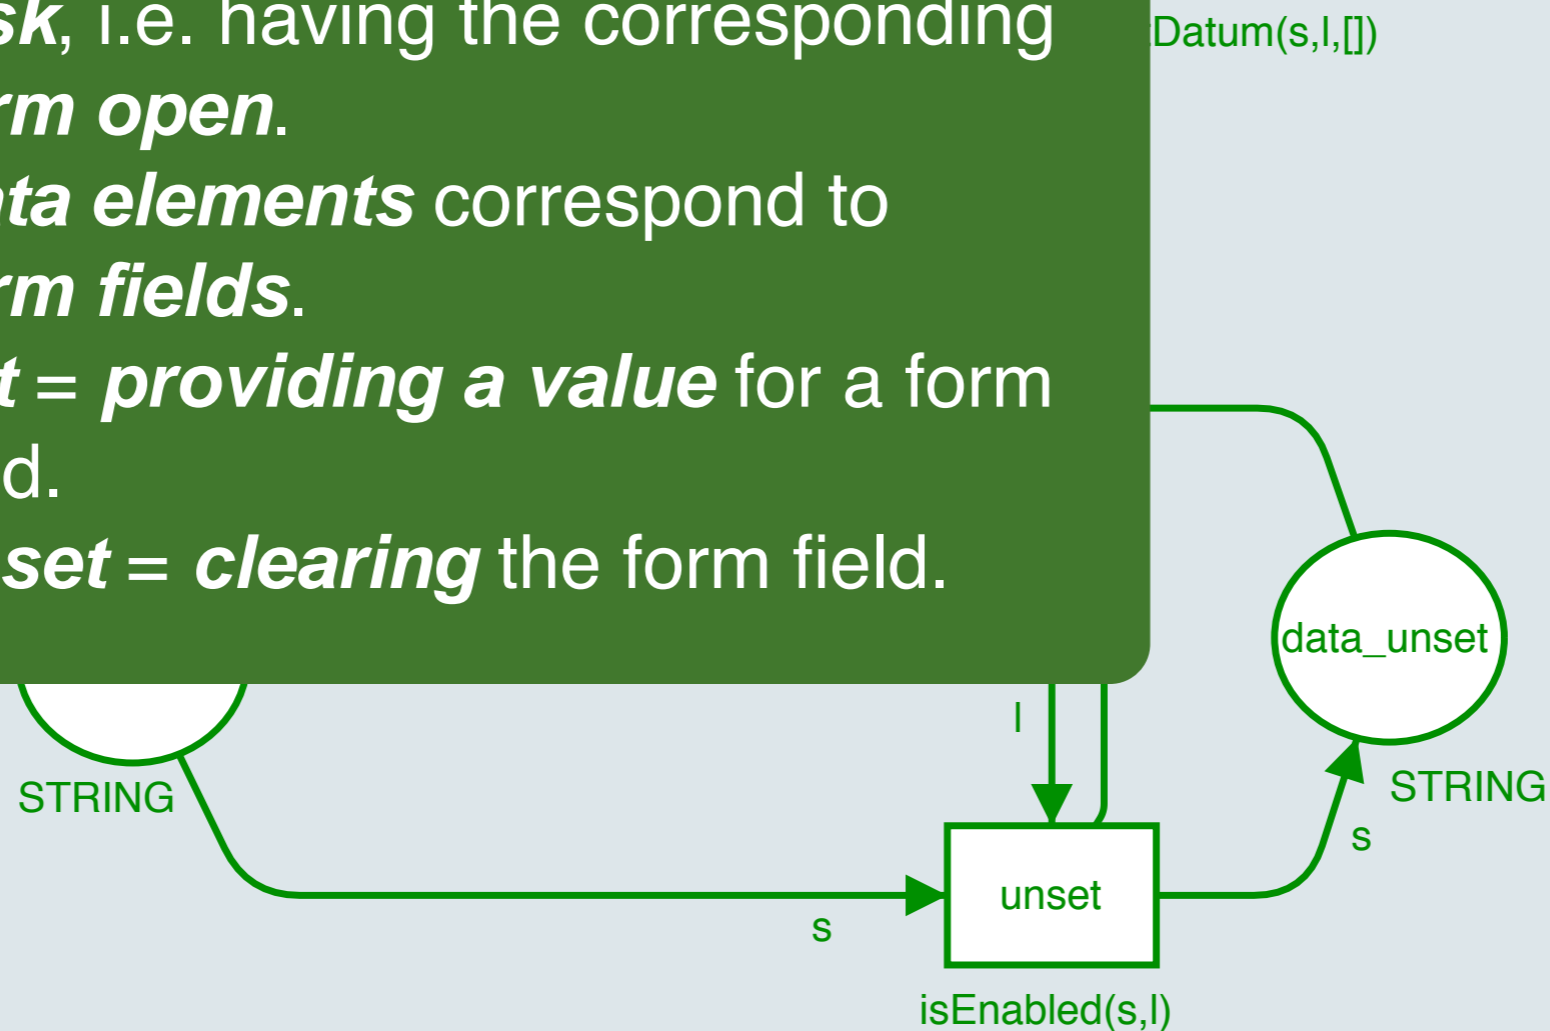 sk, i.e. having the corresponding
Datum(s,l,[])
rm open.
ta elements correspond to
rm fields.
t = providing a value for a form
d.
set = clearing the form field.
data_unset
l
STRING
STRING
s
unset
s
isEnabled(s,l)